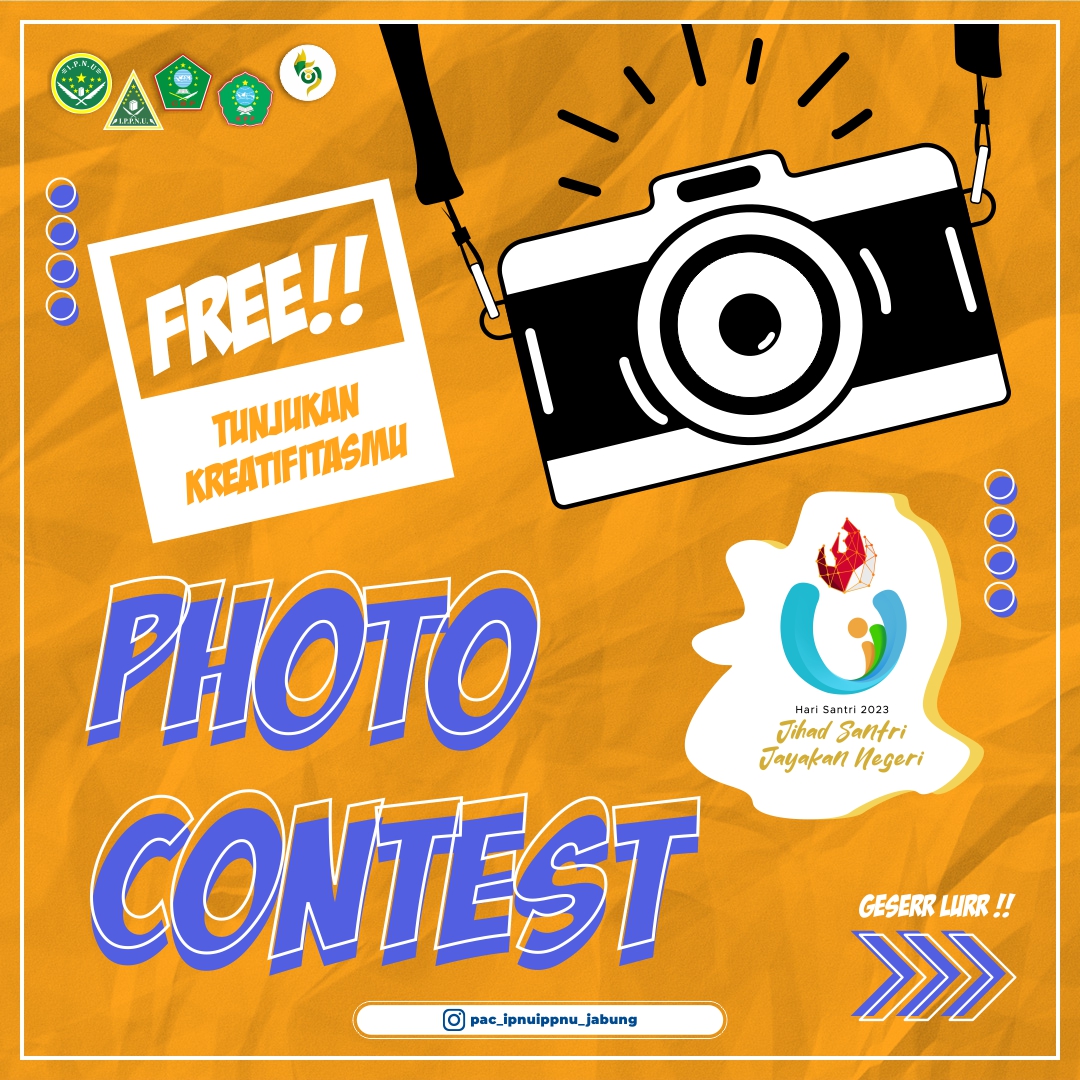 I.P.N.U
I.P.P.N.U.
FREE!!
TUNJUKAN
KREATIFITASMU
PHOTO
CONTEST
Hari Santri 2023
Jihad Santri
Jayakan Negeri
GESERR LURR !!
pac_ipnuippnu_jabung